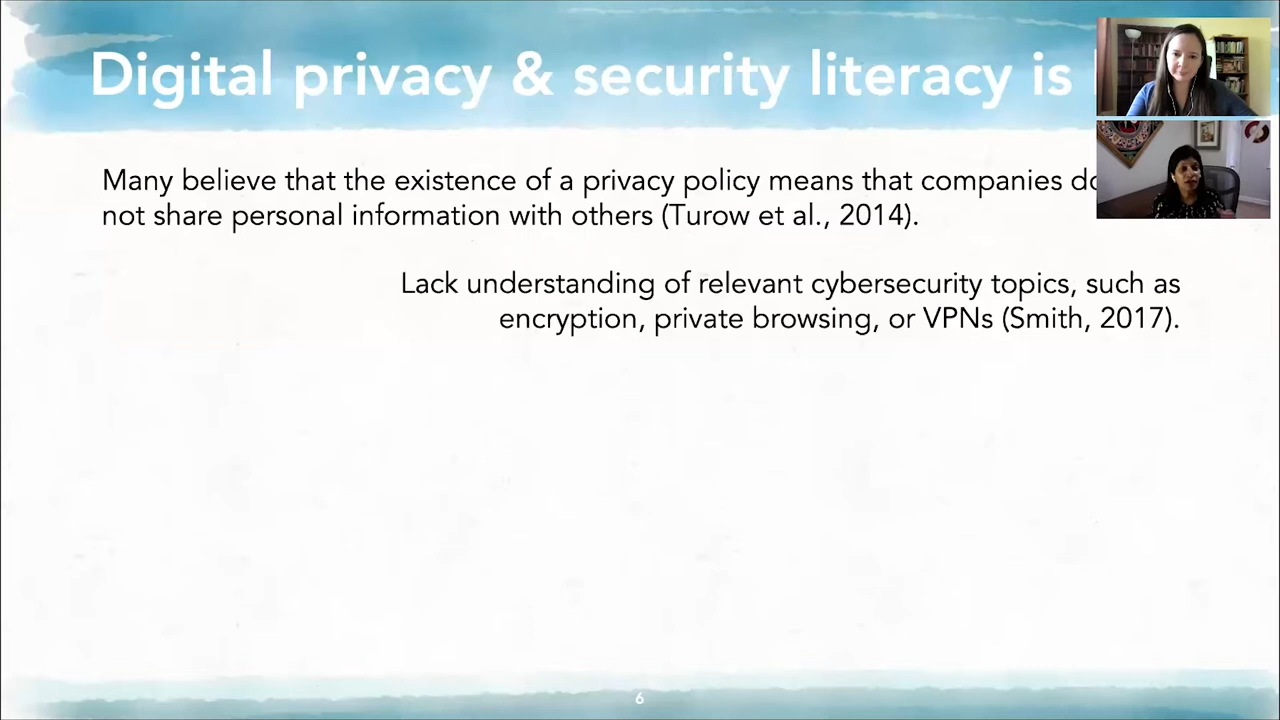 Digital privacy & security literacy is
Many believe that the existence of a privacy policy means that companies do
not share personal information with others (Turow et al., 2014).
Lack understanding of relevant cybersecurity topics, such as
encryption, private browsing, or VPNs (Smith, 2017).
6